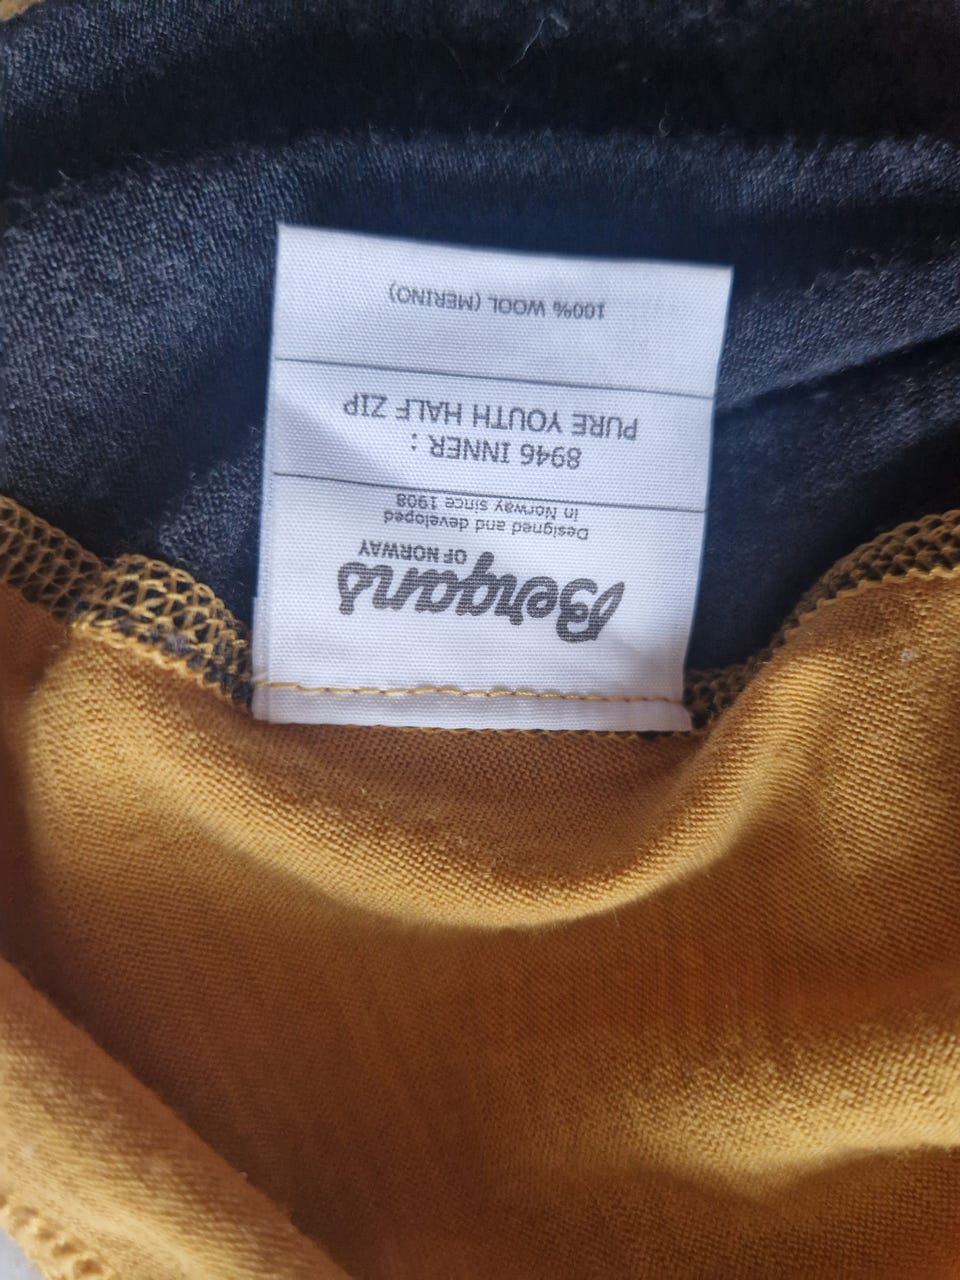 Bergans
OF NORWAY
Designed and developed
in Norway since 1908
8946 INNER :
PURE YOUTH HALF ZIP
100% WOOL (MERINO)